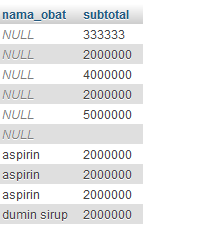 nama_obat subtotal
NULL 333333
NULL 2000000
NULL 4000000
NULL 2000000
NULL 5000000
NULL
aspirin 2000000
aspirin 2000000
aspirin 2000000
dumin sirup 2000000